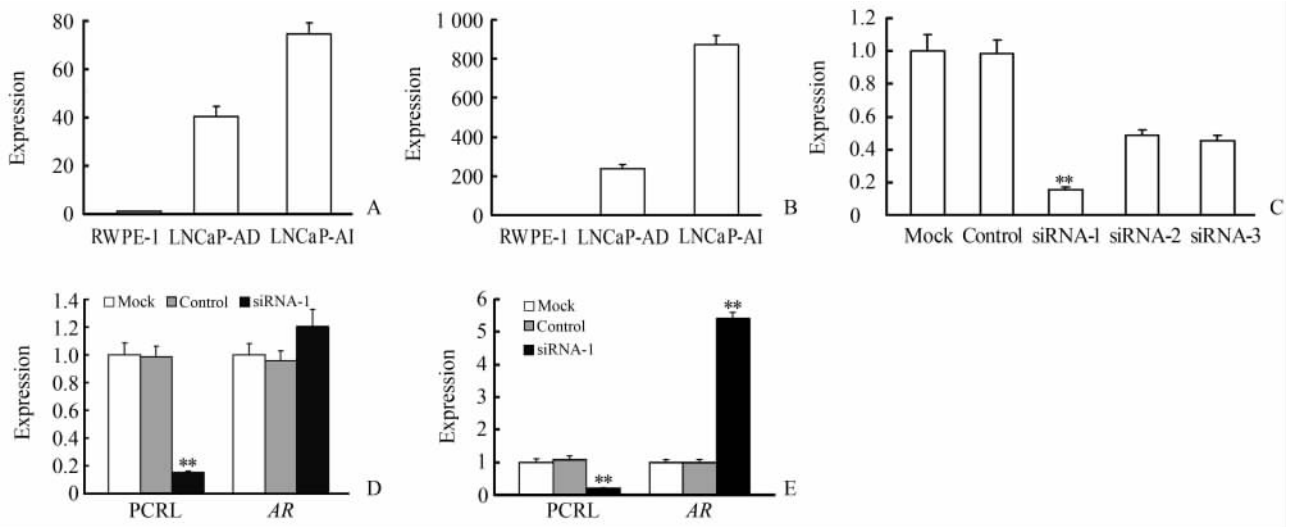 80
60
40
20
0
Expression
RWPE-1 LNCaP-AD LNCaP-AI
A
1 000
800
600
400
200
0
Expression
RWPE-1 LNCaP-AD LNCaP-AI
B
1.2
1.0
0.8
0.6
0.4
0.2
0
Expression
**
Mock Control siRNA-1 siRNA-2 siRNA-3
C
1.4
1.2
1.0
0.8
0.6
0.4
0.2
0
Expression
Mock Control siRNA-1
**
PCRL AR
D
6
5
4
3
2
1
0
Expression
Mock
Control
siRNA-1
**
**
PCRL AR
E